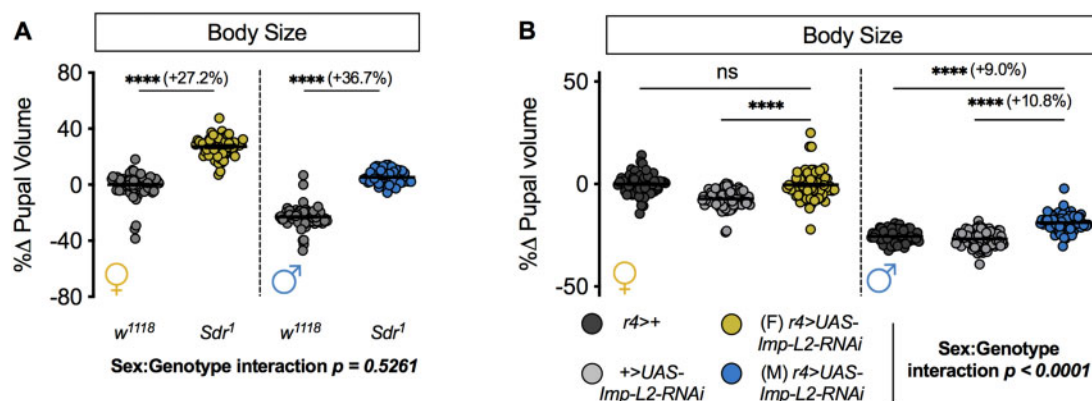 A
Body Size
%Δ Pupal Volume
80
40
0
-40
-80
**** (+27.2%)
**** (+36.7%)
♀
♂
w1118
Sdr1
w1118
Sdr1
Sex:Genotype interaction p = 0.5261
B
Body Size
%Δ Pupal volume
50
0
-50
ns
****
**** (+9.0%)
**** (+10.8%)
♀
♂
r4>+
+>UAS-
Imp-L2-RNAi
(F) r4>UAS-
Imp-L2-RNAi
(M) r4>UAS-
Imp-L2-RNAi
Sex:Genotype
interaction p < 0.0001